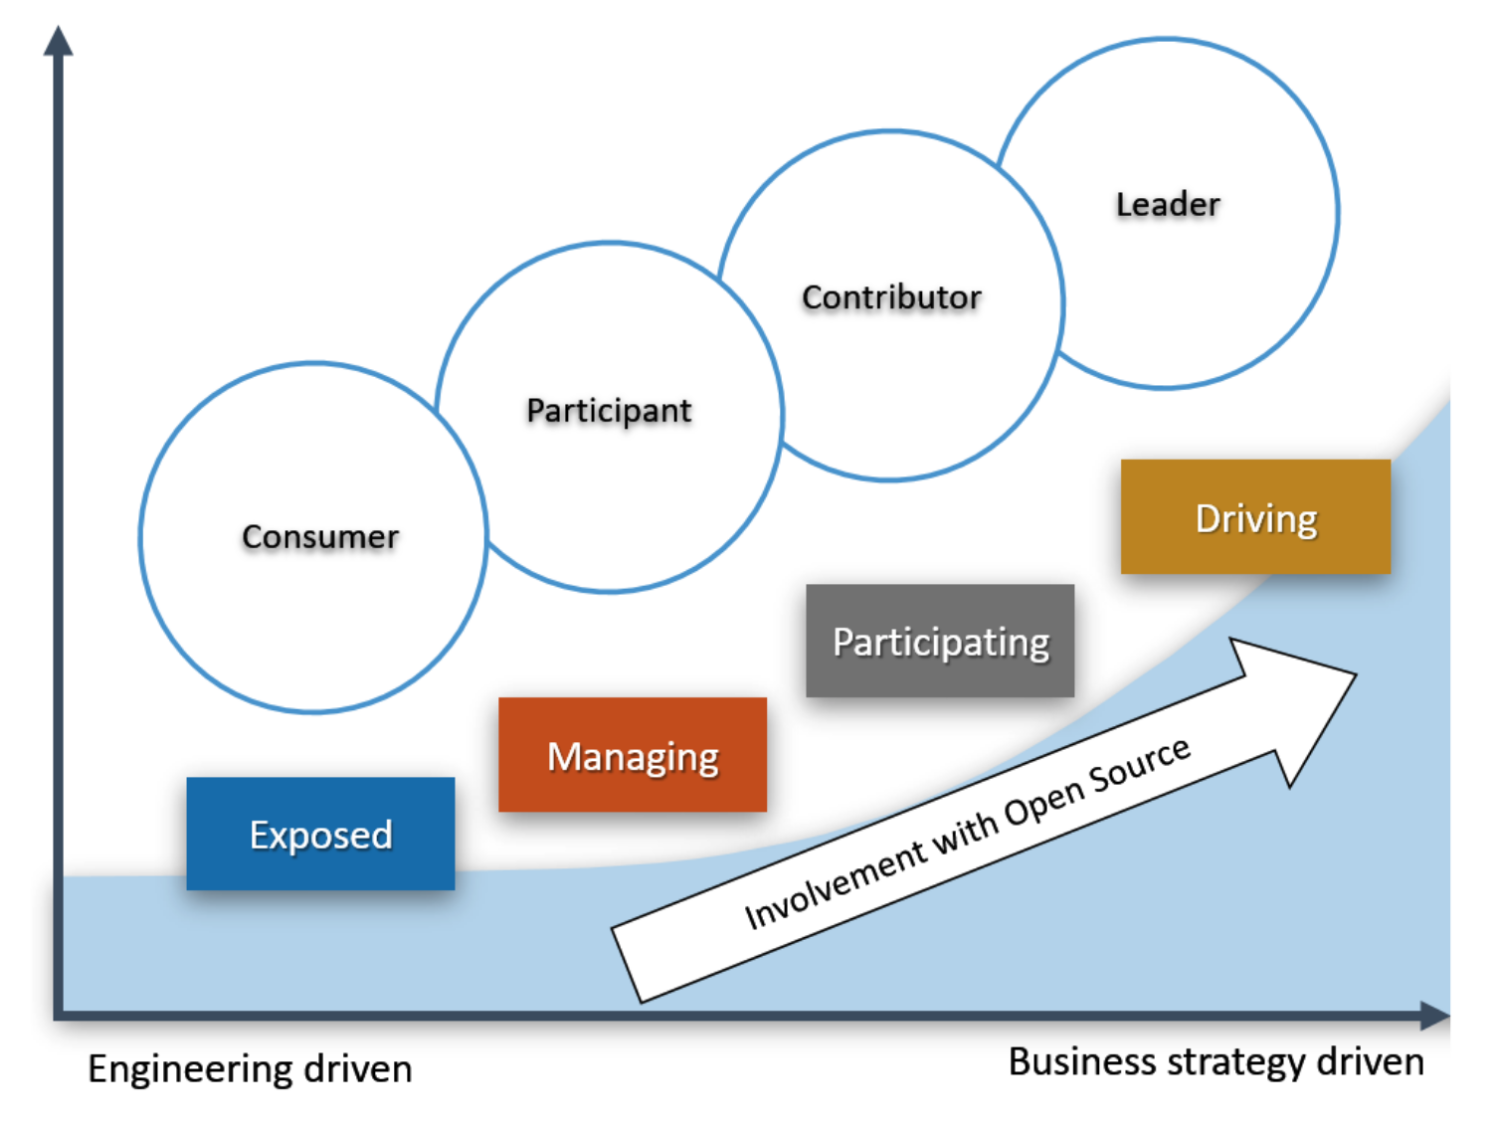 Leader
Contributor
Participant
Consumer
Driving
Participating
Managing
Exposed
Involvement with Open Source
Engineering driven
Business strategy driven